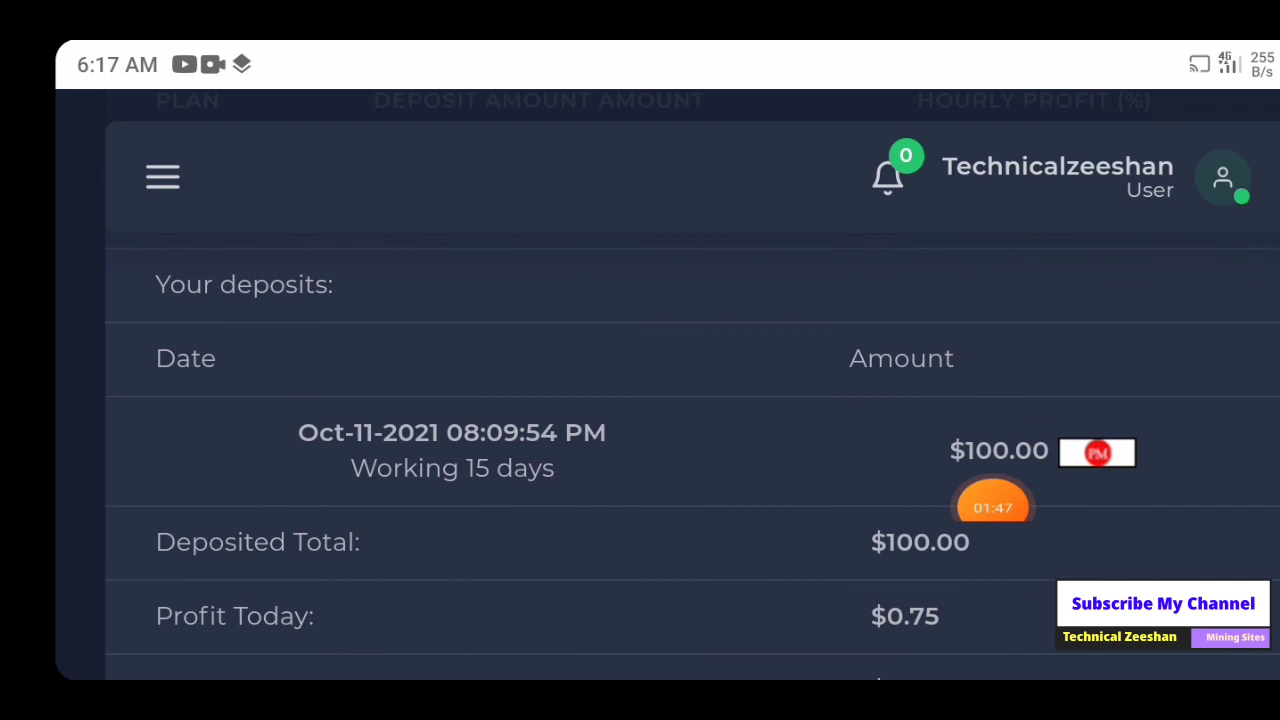 6:17 AM
4G
255
B/s
PLAN DEPOSIT AMOUNT AMOUNT HOURLY PROFIT (%)
0
Technicalzeeshan
User
Your deposits:
Date Amount
Oct-11-2021 08:09:54 PM
Working 15 days
$100.00 PM
01:47
Deposited Total: $100.00
Profit Today: $0.75
Subscribe My Channel
Technical Zeeshan Mining Sites